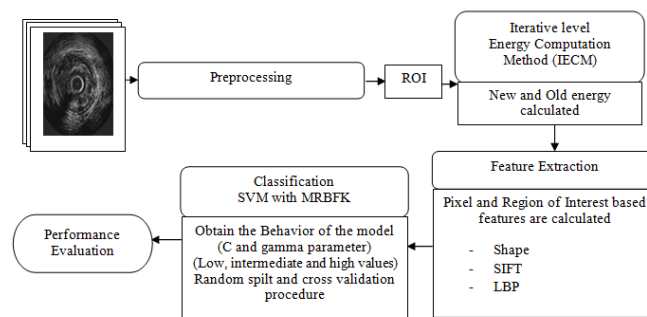 Preprocessing
ROI
Iterative level
Energy Computation
Method (IECM)
New and Old energy
calculated
Feature Extraction
Pixel and Region of Interest based
features are calculated
- Shape
- SIFT
- LBP
Classification
SVM with MRBFK
Obtain the Behavior of the model
(C and gamma parameter)
(Low, intermediate and high values)
Random spilt and cross validation
procedure
Performance
Evaluation